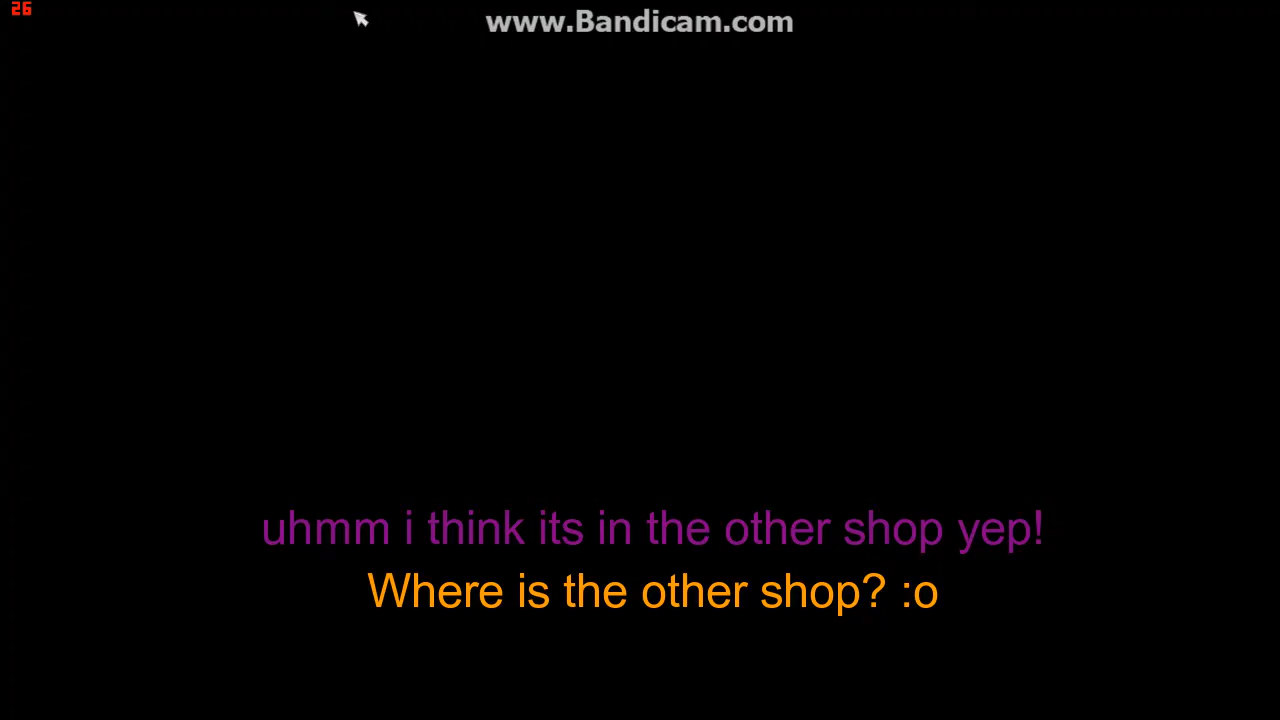 26
www.Bandicam.com
uhmm i think its in the other shop yep!
Where is the other shop? :o